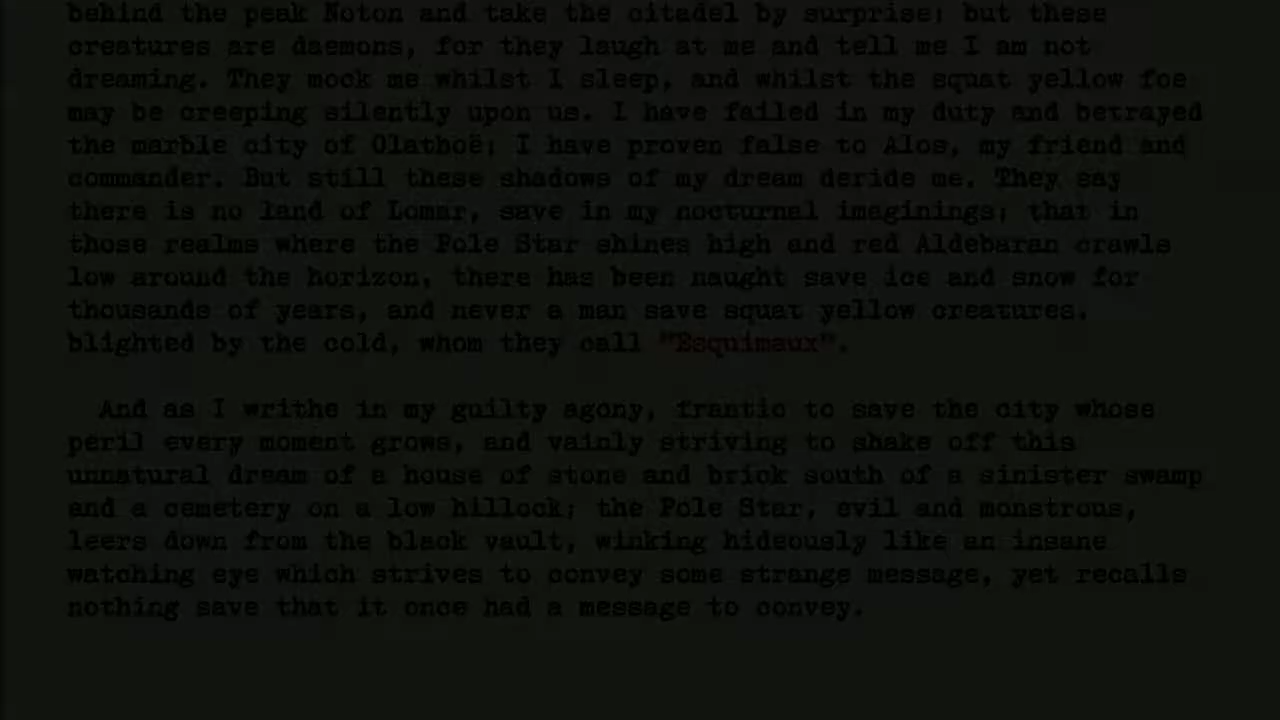 behind the peak Noton and take the citadel by surprise; but these
creatures are daemons, for they laugh at me and tell me I am not
dreaming. They mock me whilst I sleep, and whilst the squat yellow foe
may be creeping silently upon us. I have failed in my duty and betrayed
the marble city of Olathoë; I have proven false to Alos, my friend and
commander. But still these shadows of my dream deride me. They say
there is no land of Lomar, save in my nocturnal imaginings; that in
those realms where the Pole Star shines high and red Aldebaran crawls
low around the horizon, there has been naught save ice and snow for
thousands of years, and never a man save squat yellow creatures.
blighted by the cold, whom they call "Esquimaux".
And as I writhe in my guilty agony, frantic to save the city whose
peril every moment grows, and vainly striving to shake off this
unnatural dream of a house of stone and brick south of a sinister swamp
and a cemetery on a low hillock; the Pole Star, evil and monstrous,
leers down from the black vault, winking hideously like an insane
watching eye which strives to convey some strange message, yet recalls
nothing save that it once had a message to convey.